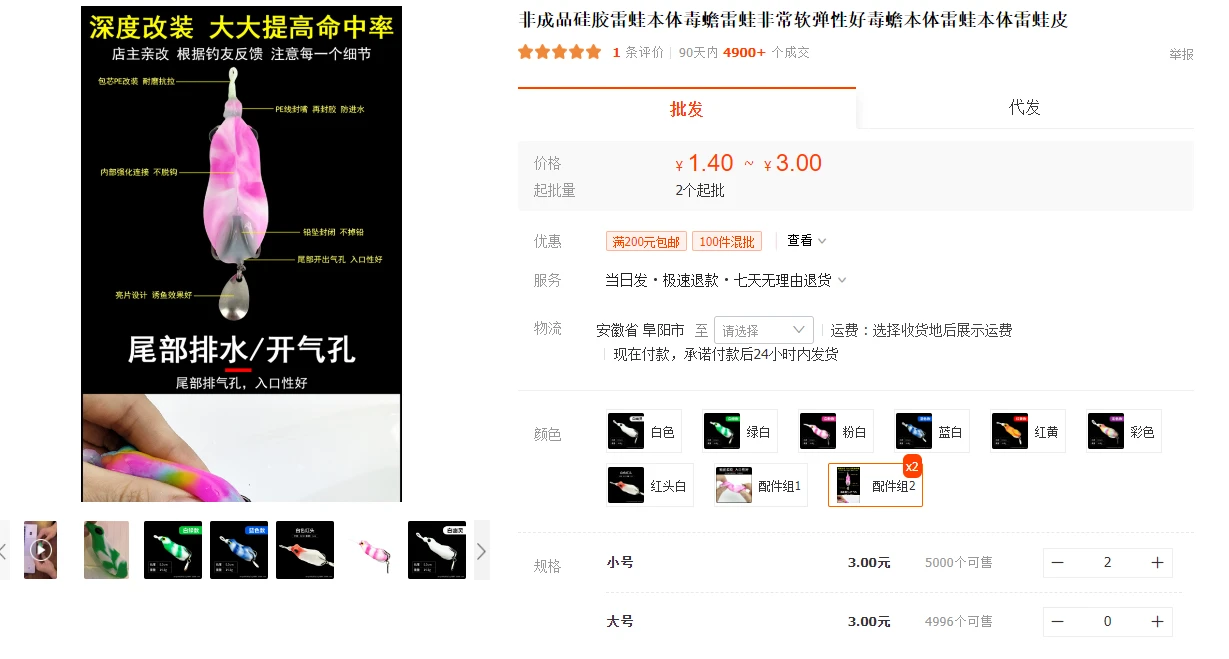 深度改装 大大提高命中率
店主亲改 根据钓友反馈 注意每一个细节
包芯PE改装 耐磨抗拉
PE线封嘴 再封胶 防进水
内部强化连接 不脱钩
铅坠封闭 不掉铅
尾部开出气孔 入口性好
亮片设计 诱鱼效果好
尾部排水/开气孔
尾部排气孔，入口性好
非成品硅胶雷蛙本体毒蟾雷蛙非常软弹性好毒蟾本体雷蛙本体雷蛙皮
1 条评价 90天内 4900+ 个成交
举报
批发
代发
价格
¥ 1.40 ~ ¥ 3.00
起批量
2个起批
优惠
满200元包邮 100件混批 查看
服务
当日发·极速退款·七天无理由退货
物流
安徽省 阜阳市 至 请选择 运费：选择收货地后展示运费
现在付款，承诺付款后24小时内发货
颜色
白色 绿白 粉白 蓝白 红黄 彩色
红头白 配件组1 配件组2 x2
规格
小号 3.00元 5000个可售 － 2 ＋
大号 3.00元 4996个可售 － 0 ＋